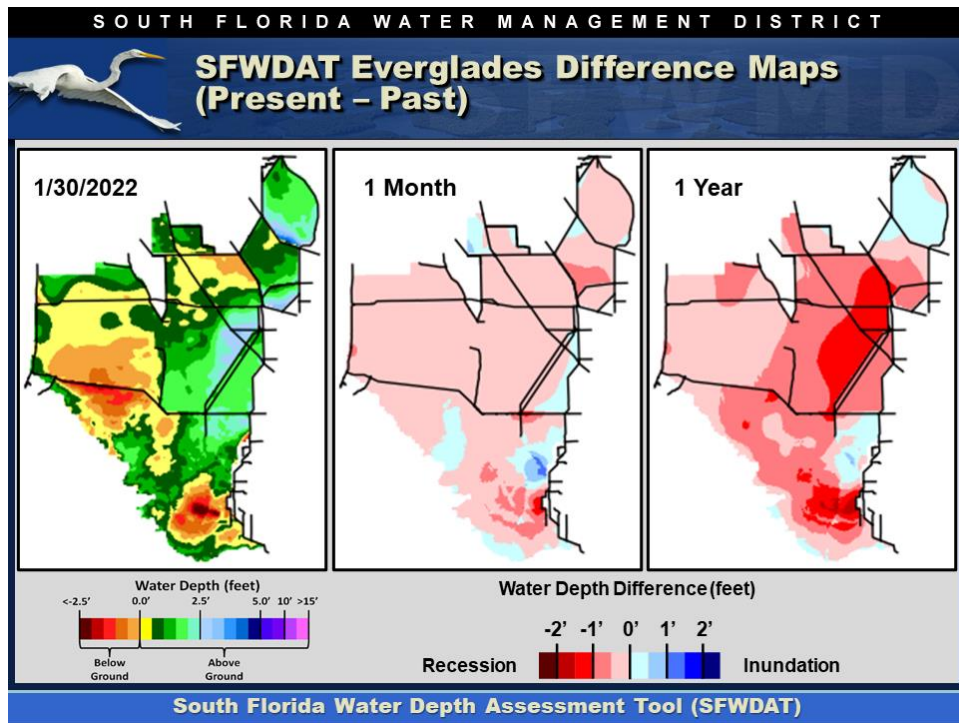 SOUTH FLORIDA WATER MANAGEMENT DISTRICT
SFWDAT Everglades Difference Maps
(Present – Past)
1/30/2022
1 Month
1 Year
Water Depth (feet)
<-2.5' 0.0' 2.5' 5.0' 10' >15'
Below
Ground
Above
Ground
Water Depth Difference (feet)
-2' -1' 0' 1' 2'
Recession
Inundation
South Florida Water Depth Assessment Tool (SFWDAT)